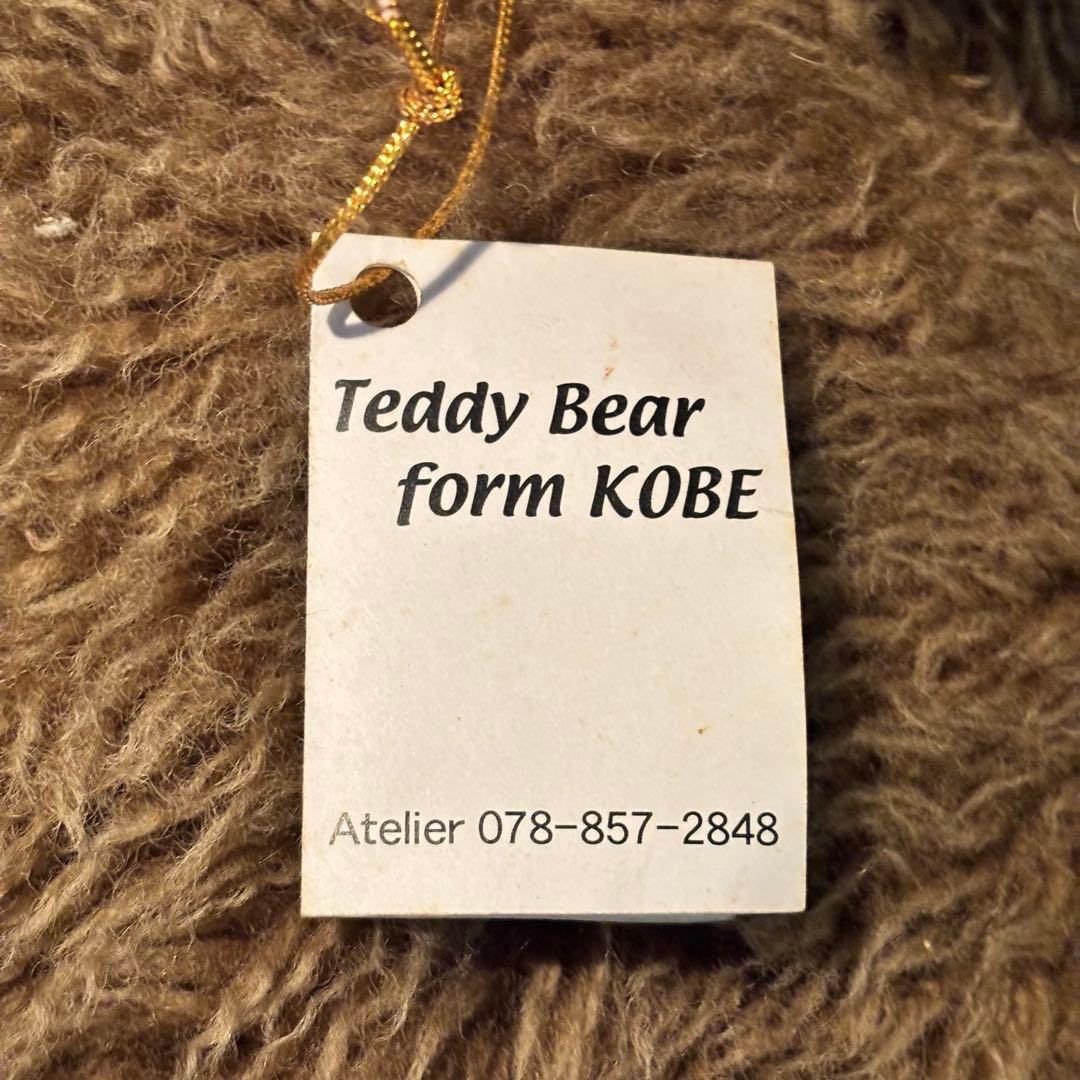 Teddy Bear
form KOBE
Atelier 078-857-2848